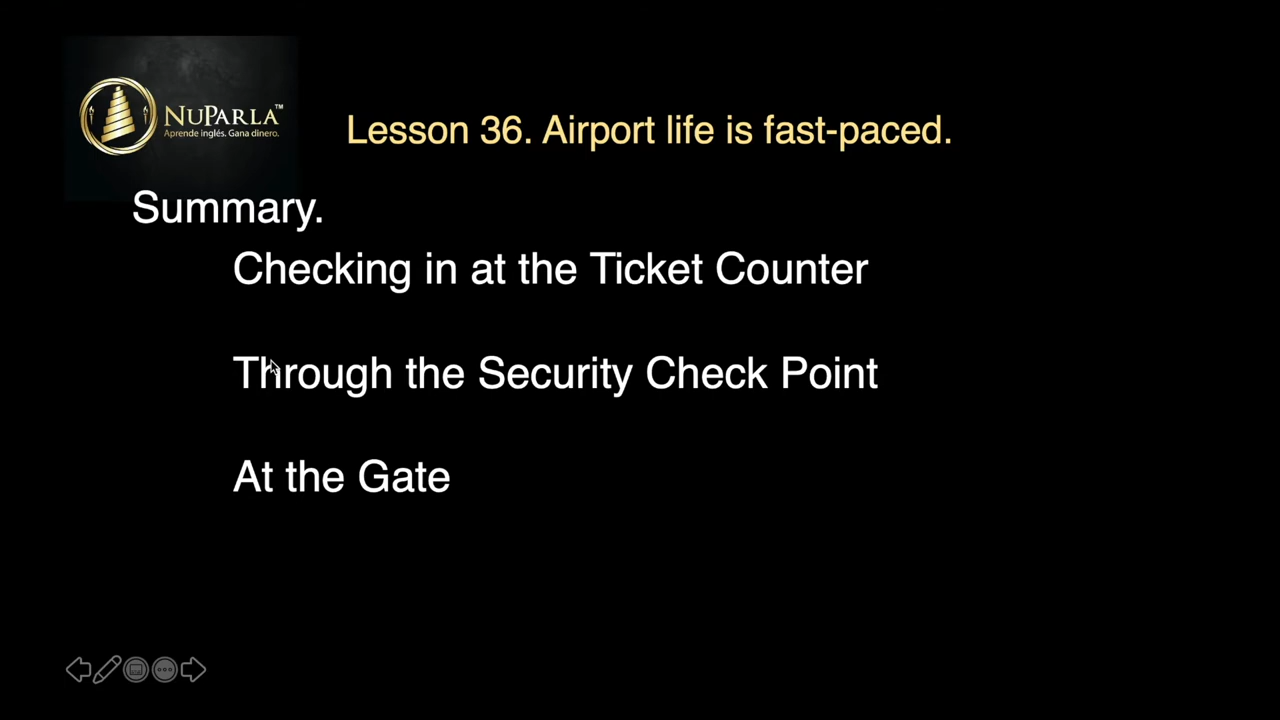 NUPARLA™
Aprende inglés. Gana dinero.
Lesson 36. Airport life is fast-paced.
Summary.
Checking in at the Ticket Counter
Through the Security Check Point
At the Gate